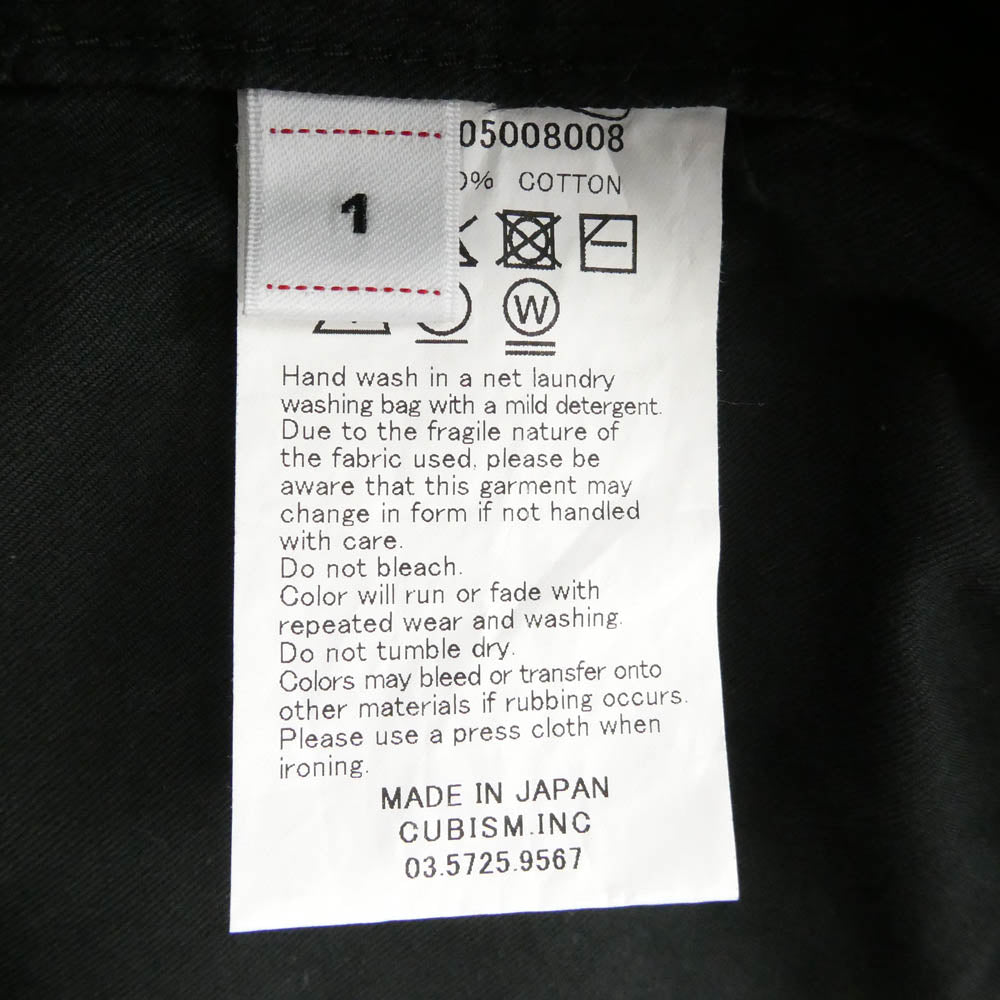 1
05008008
0% COTTON
W
Hand wash in a net laundry
washing bag with a mild detergent.
Due to the fragile nature of
the fabric used, please be
aware that this garment may
change in form if not handled
with care.
Do not bleach.
Color will run or fade with
repeated wear and washing.
Do not tumble dry.
Colors may bleed or transfer onto
other materials if rubbing occurs.
Please use a press cloth when
ironing.
MADE IN JAPAN
CUBISM.INC
03.5725.9567